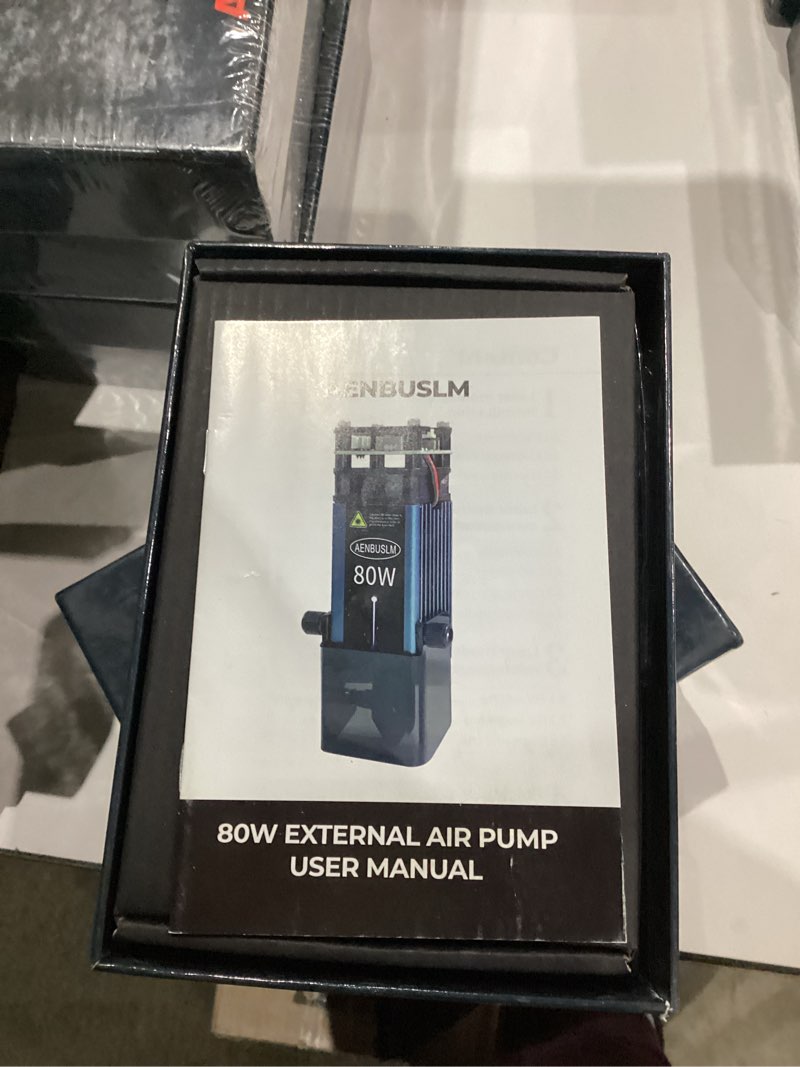 AENBUSLM
AENBUSLM
80W
80W EXTERNAL AIR PUMP
USER MANUAL